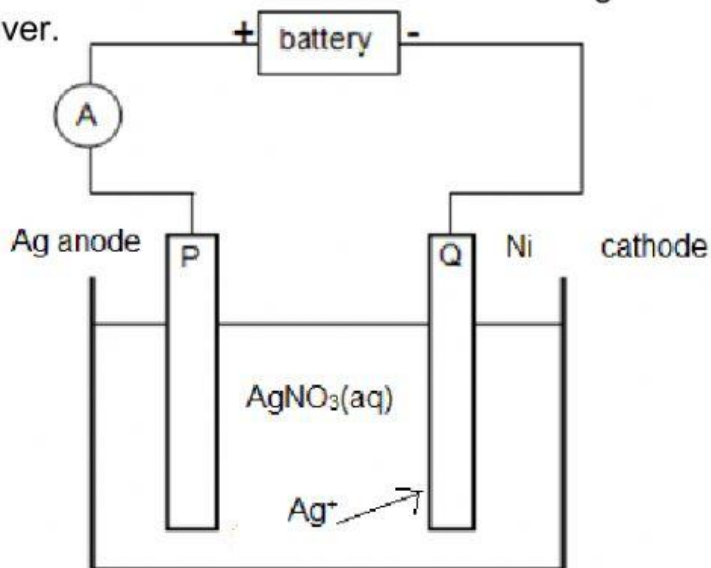 ver.
+ battery -
A
Ag anode P Q Ni cathode
AgNO₃(aq)
Ag⁺